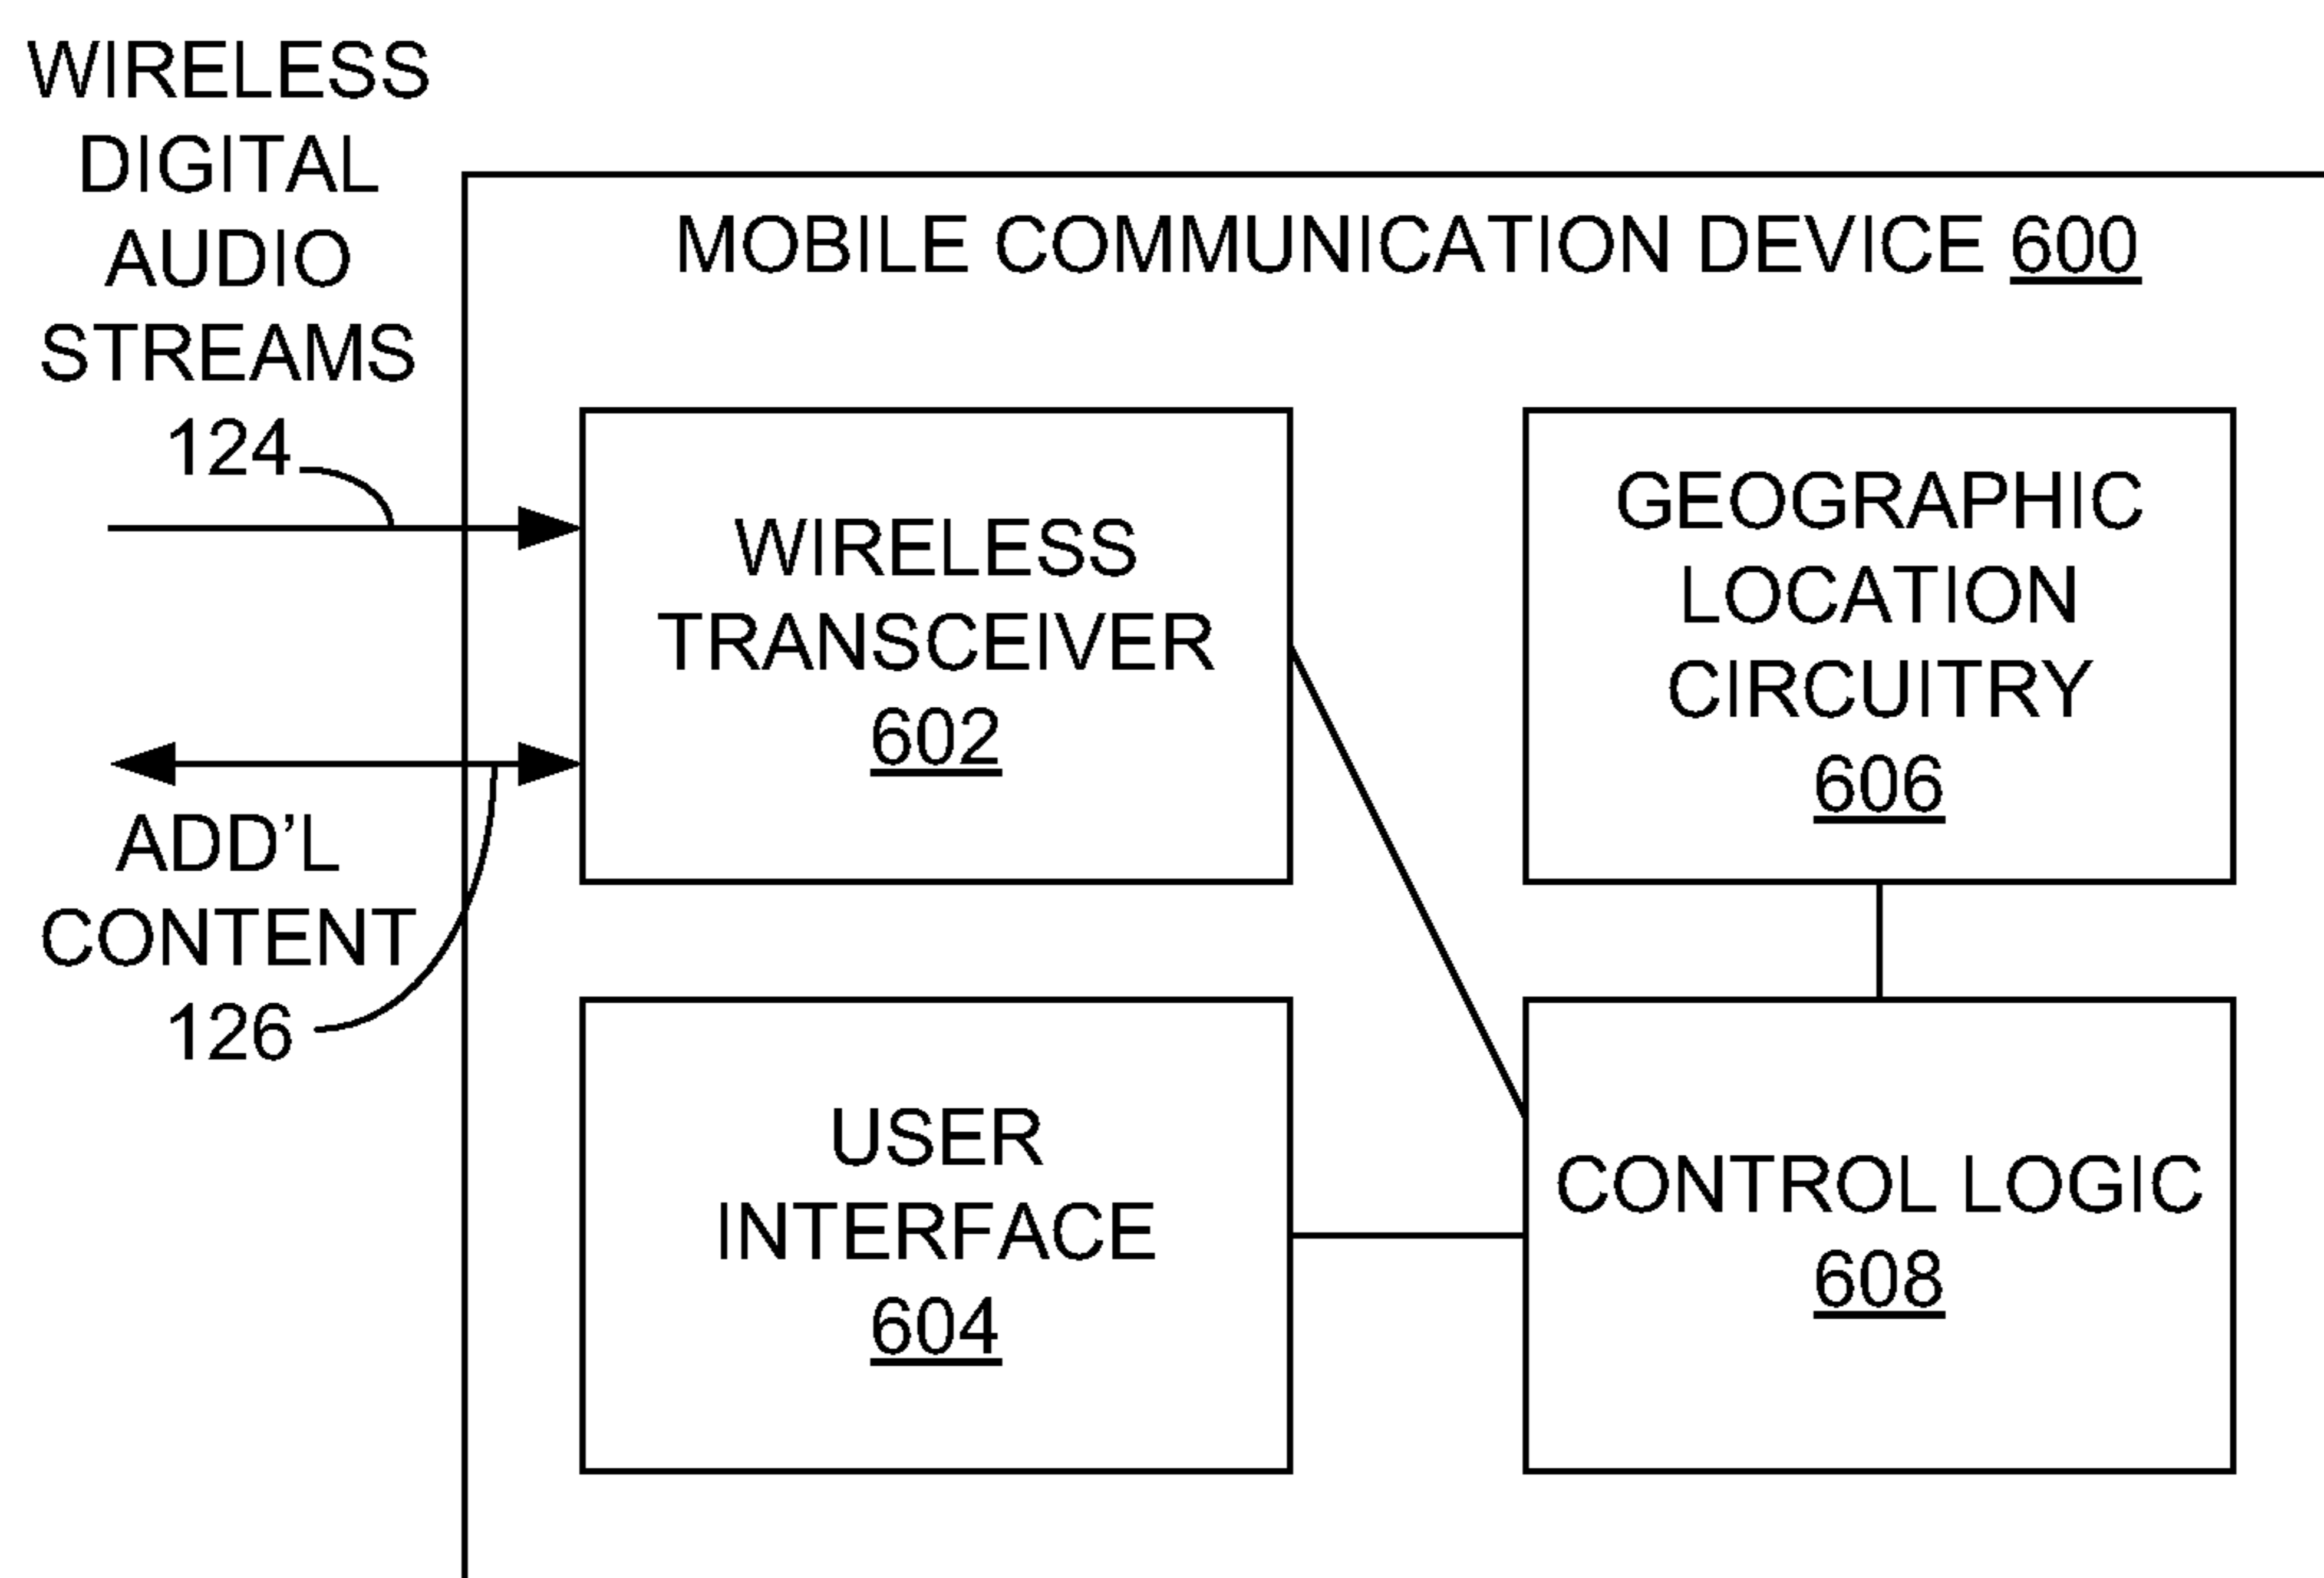 WIRELESS
DIGITAL
AUDIO
STREAMS
124
ADD’L
CONTENT
126
MOBILE COMMUNICATION DEVICE 600
WIRELESS
TRANSCEIVER
602
GEOGRAPHIC
LOCATION
CIRCUITRY
606
USER
INTERFACE
604
CONTROL LOGIC
608